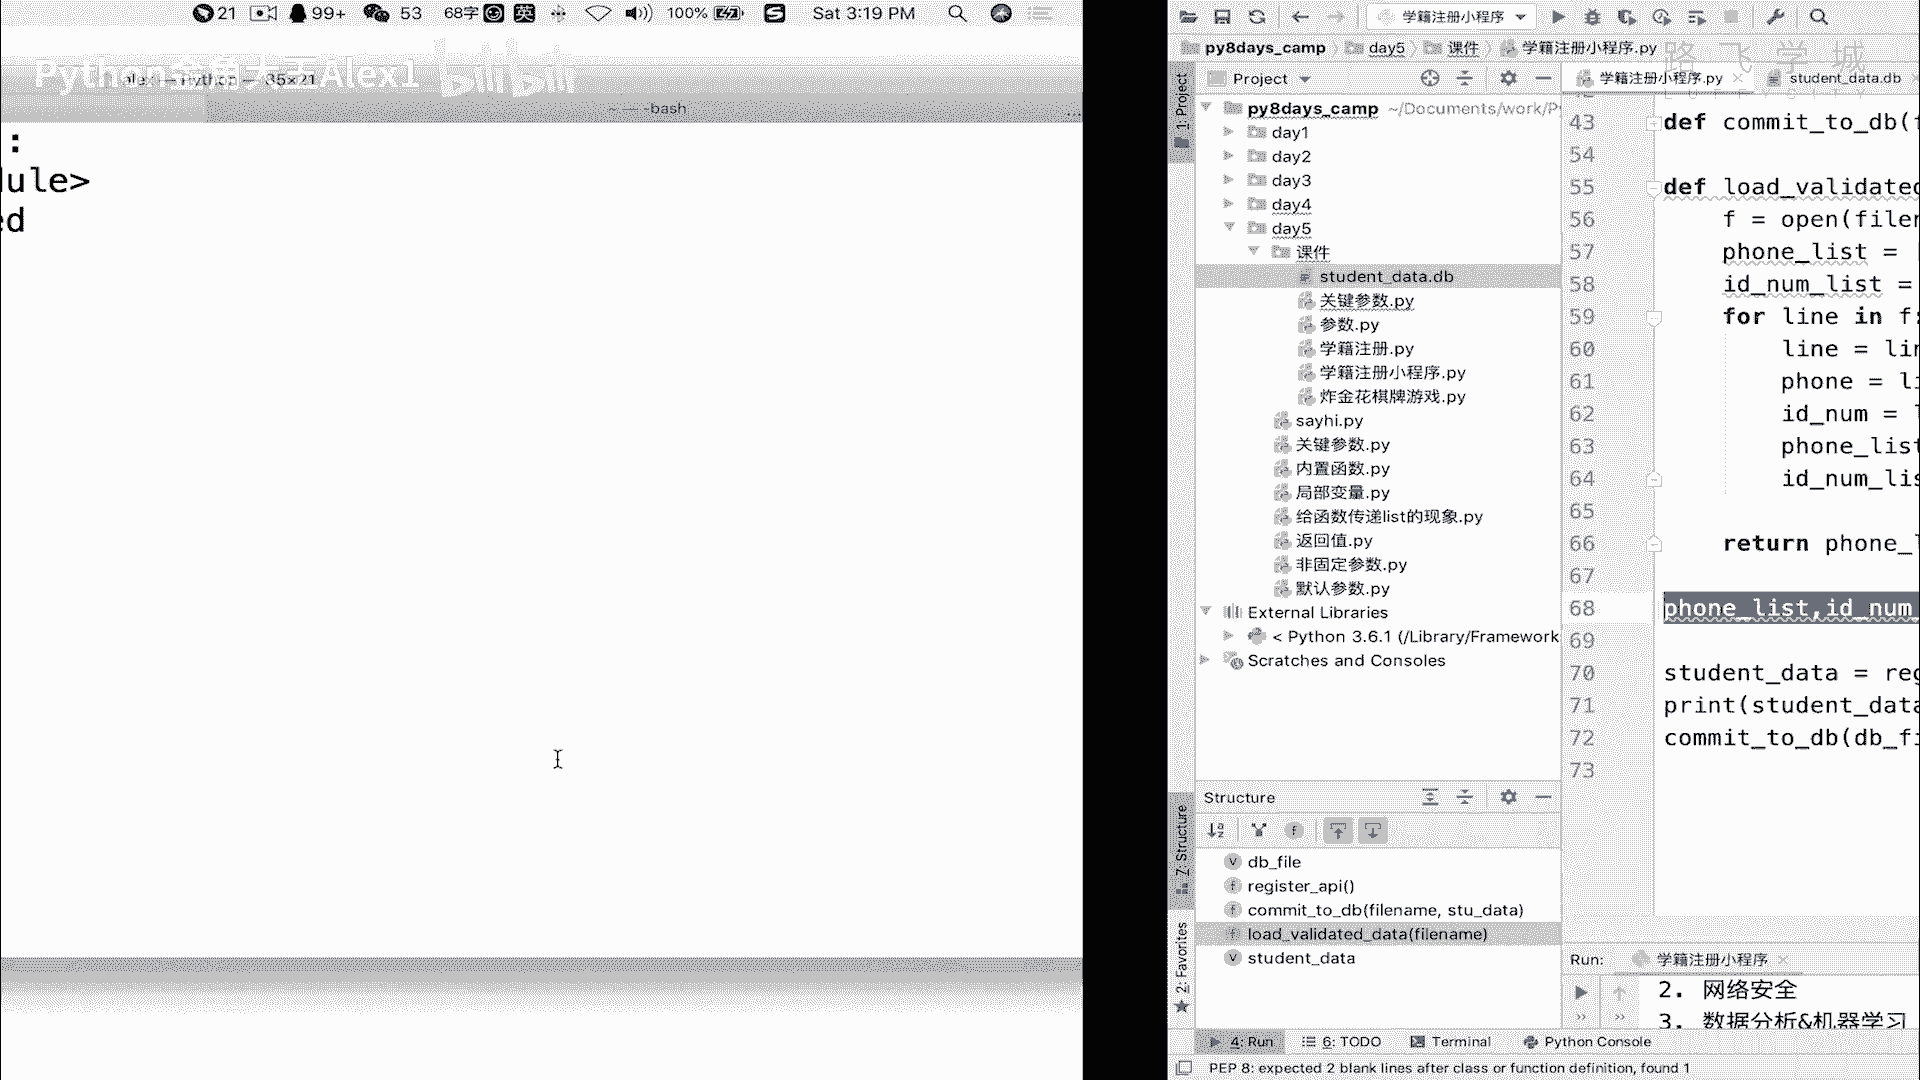 21 99+ 53 68字 英 100% Sat 3:19 PM
Python金角大王Alex1 bilibili
alex — Python — 85×21
~ — -bash
...
:
dule>
ed
学籍注册小程序
py8days_camp day5 课件 学籍注册小程序.py
路飞学城
LUFFYCITY
1: Project
Project
学籍注册小程序.py
student_data.db
py8days_camp ~/Documents/work/P
day1
day2
day3
day4
day5
课件
student_data.db
关键参数.py
参数.py
学籍注册.py
学籍注册小程序.py
炸金花棋牌游戏.py
sayhi.py
关键参数.py
内置函数.py
局部变量.py
给函数传递list的现象.py
返回值.py
非固定参数.py
默认参数.py
External Libraries
< Python 3.6.1 (/Library/Framework
Scratches and Consoles
43 def commit_to_db(f
54
55 def load_validated
56 f = open(filen
57 phone_list = [
58 id_num_list =
59 for line in f:
60 line = lin
61 phone = li
62 id_num = l
63 phone_list
64 id_num_lis
65
66 return phone_l
67
68 phone_list,id_num_
69
70 student_data = reg
71 print(student_data
72 commit_to_db(db_fi
73
7: Structure
Structure
db_file
register_api()
commit_to_db(filename, stu_data)
load_validated_data(filename)
student_data
2: Favorites
Run: 学籍注册小程序
2. 网络安全
3. 数据分析&机器学习
4: Run 6: TODO Terminal Python Console
PEP 8: expected 2 blank lines after class or function definition, found 1